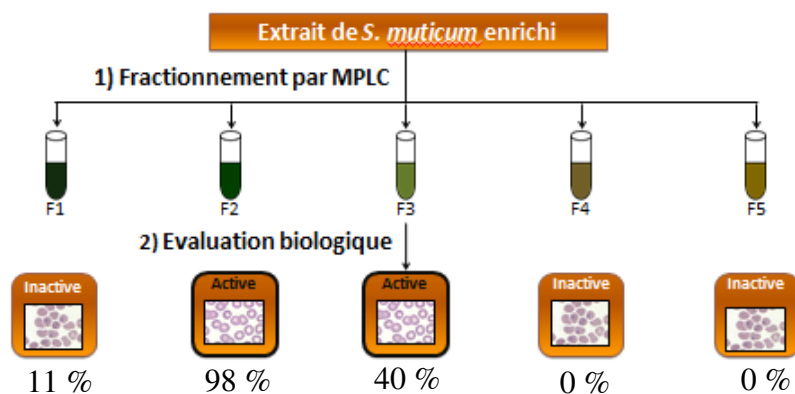 Extrait de S. muticum enrichi
1) Fractionnement par MPLC
F1 F2 F3 F4 F5
2) Evaluation biologique
Inactive Active Active Inactive Inactive
11 % 98 % 40 % 0 % 0 %